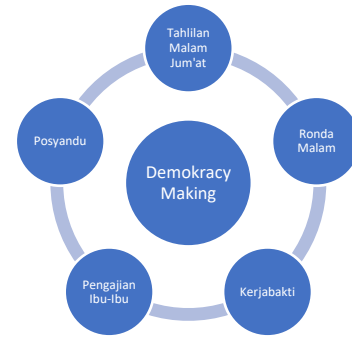 Tahlilan
Malam
Jum'at
Ronda
Malam
Kerjabakti
Pengajian
Ibu-Ibu
Posyandu
Demokracy
Making